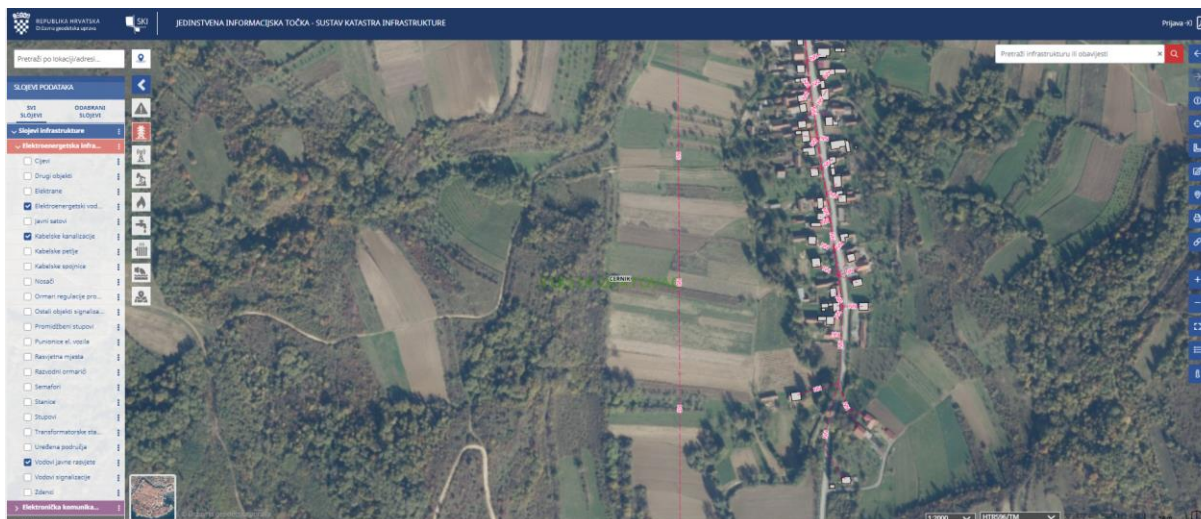 REPUBLIKA HRVATSKA
Državna geodetska uprava
SKI
JEDINSTVENA INFORMACIJSKA TOČKA - SUSTAV KATASTRA INFRASTRUKTURE
Prijava
Pretraži po lokaciji/adresi...
Pretraži infrastrukturu ili obavijesti
SLOJEVI PODATAKA
SVI SLOJEVI
ODABRANI SLOJEVI
Slojevi infrastrukture
Elektroenergetska infra...
Cijevi
Drugi objekti
Elektrane
Elektroenergetski vod...
Javni satovi
Kabelske kanalizacije
Kabelske petlje
Kabelske spojnice
Nosači
Ormari regulacije pro...
Ostali objekti signaliza...
Promidžbeni stupovi
Punionice el. vozila
Rasvjetna mjesta
Razvodni ormarići
Semafori
Stanice
Stupovi
Transformatorske sta...
Uređena područja
Vodovi javne rasvjete
Vodovi signalizacije
Zdenci
Elektronička komunika...
CERNIK
1:2000
HTRS96/TM